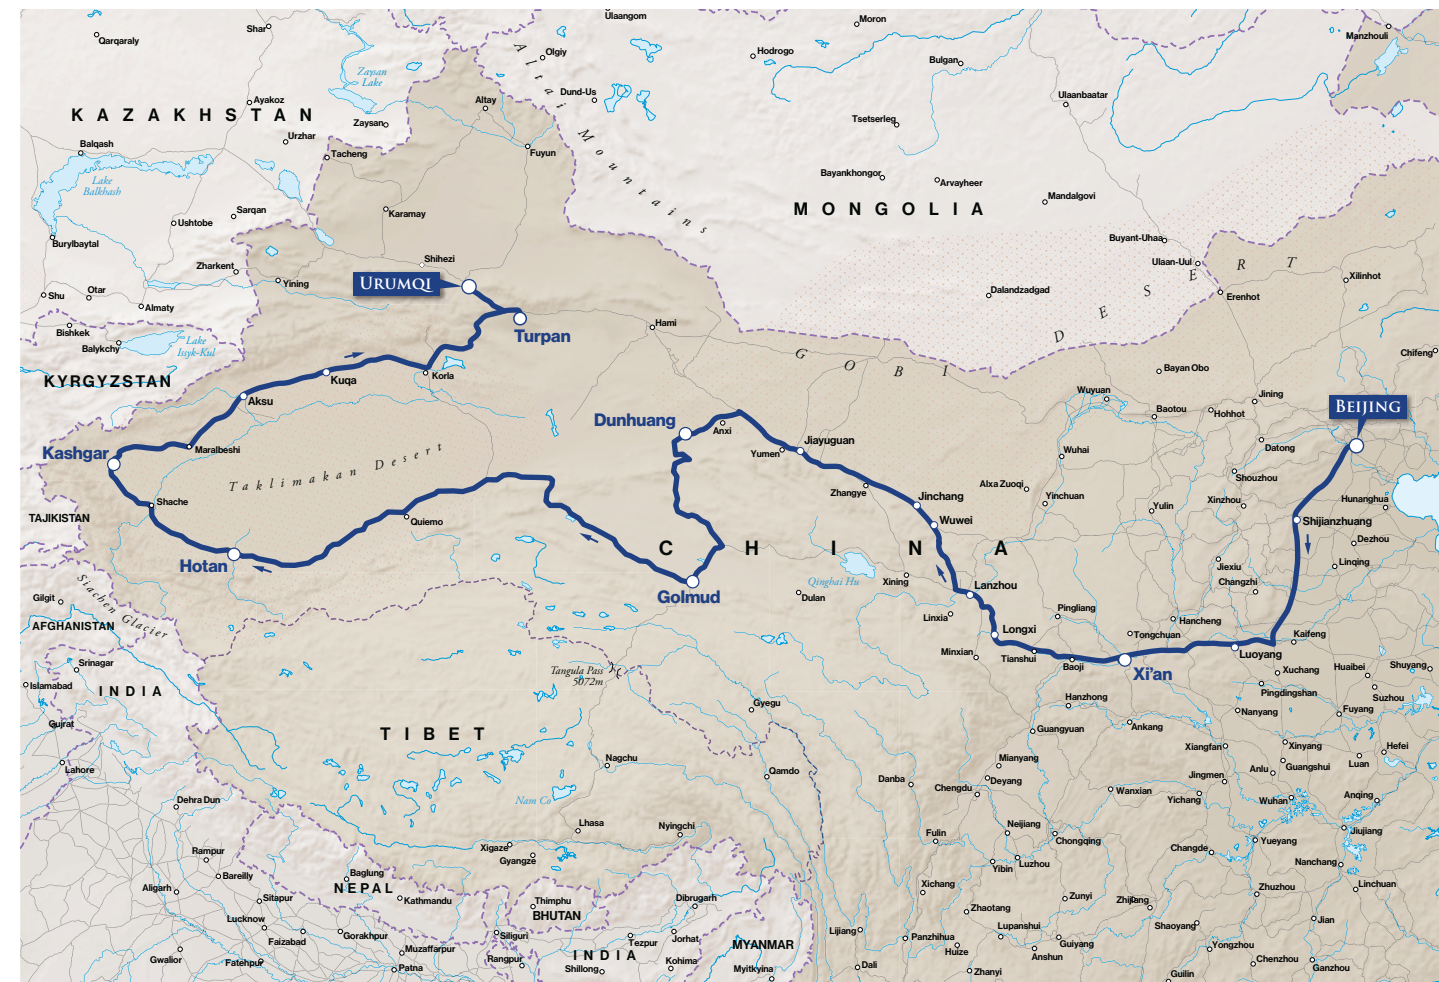 Ulaangom
Moron
Shar
Qarqaraly
Manzhouli
Olgiy
Hodrogo
Bulgan
Zaysan
Lake
Altai Mountains
Dund-Us
Ulaanbaatar
Ayakoz
Altay
KAZAKHSTAN
Zaysan
Tsetserleg
Urzhar
Balqash
Tacheng
Fuyun
Lake
Balkhash
Bayankhongor
Arvayheer
Mandalgovi
Sarqan
Karamay
MONGOLIA
Ushtobe
Burylbaytal
Buyant-Uhaa
Shihezi
Ulaan-Uul
Zharkent
Xilinhot
URUMQI
Yining
Otar
Shu
Dalandzadgad
Erenhot
Almaty
GOBI DESERT
Hami
Bishkek
Turpan
Lake
Issyk-Kul
Balykchy
Chifeng
Bayan Obo
KYRGYZSTAN
Kuqa
Korla
Wuyuan
Jining
Aksu
Baotou
Hohhot
BEIJING
Dunhuang
Anxi
Jiayuguan
Datong
Maralbeshi
Kashgar
Yumen
Wuhai
Taklimakan Desert
Shouzhou
Zhangye
Alxa Zuoqi
Jinchang
Yinchuan
Yulin
Xinzhou
Hunanghua
Shache
TAJIKISTAN
Quiemo
Wuwei
Shijianzhuang
Dezhou
CHINA
Hotan
Jiexiu
Linqing
Qinghai Hu
Xining
Changzhi
Siachen Glacier
Golmud
Dulan
Lanzhou
Gilgit
Pingliang
Linxia
Hancheng
AFGHANISTAN
Longxi
Tongchuan
Kaifeng
Minxian
Tianshui
Baoji
Luoyang
Srinagar
Tangula Pass
5072m
Xi'an
Xuchang
Huaibei
Shuyang
Islamabad
INDIA
Pingdingshan
Suzhou
Hanzhong
Gyegu
Nanyang
Fuyang
Gujrat
TIBET
Guangyuan
Ankang
Xiangfan
Xinyang
Hefei
Nagchu
Mianyang
Luan
Lahore
Qamdo
Anlu
Guangshui
Danba
Deyang
Jingmen
Chengdu
Wanxian
Yichang
Wuhan
Anqing
Dehra Dun
Nam Co
Lhasa
Nyingchi
Neijiang
Fulin
Jiujiang
Xigaze
Chongqing
Yueyang
Rampur
Gyangze
Changde
Luzhou
Nanchang
Bareilly
Baglung
Yibin
Aligarh
NEPAL
Xichang
Zhuzhou
Linchuan
Sitapur
Kathmandu
Thimphu
Dibrugarh
Zunyi
Zhijiang
BHUTAN
Zhaotang
Lucknow
Jian
Lijiang
Lupanshui
Shaoyang
Faizabad
Gorakhpur
Siliguri
Tezpur
Jorhat
MYANMAR
Panzhihua
Guiyang
Yongzhou
Gwalior
Fatehpur
Muzaffarpur
Rangpur
INDIA
Huize
Anshun
Patna
Shillong
Kohima
Myitkyina
Dali
Zhanyi
Chenzhou
Ganzhou
Guilin